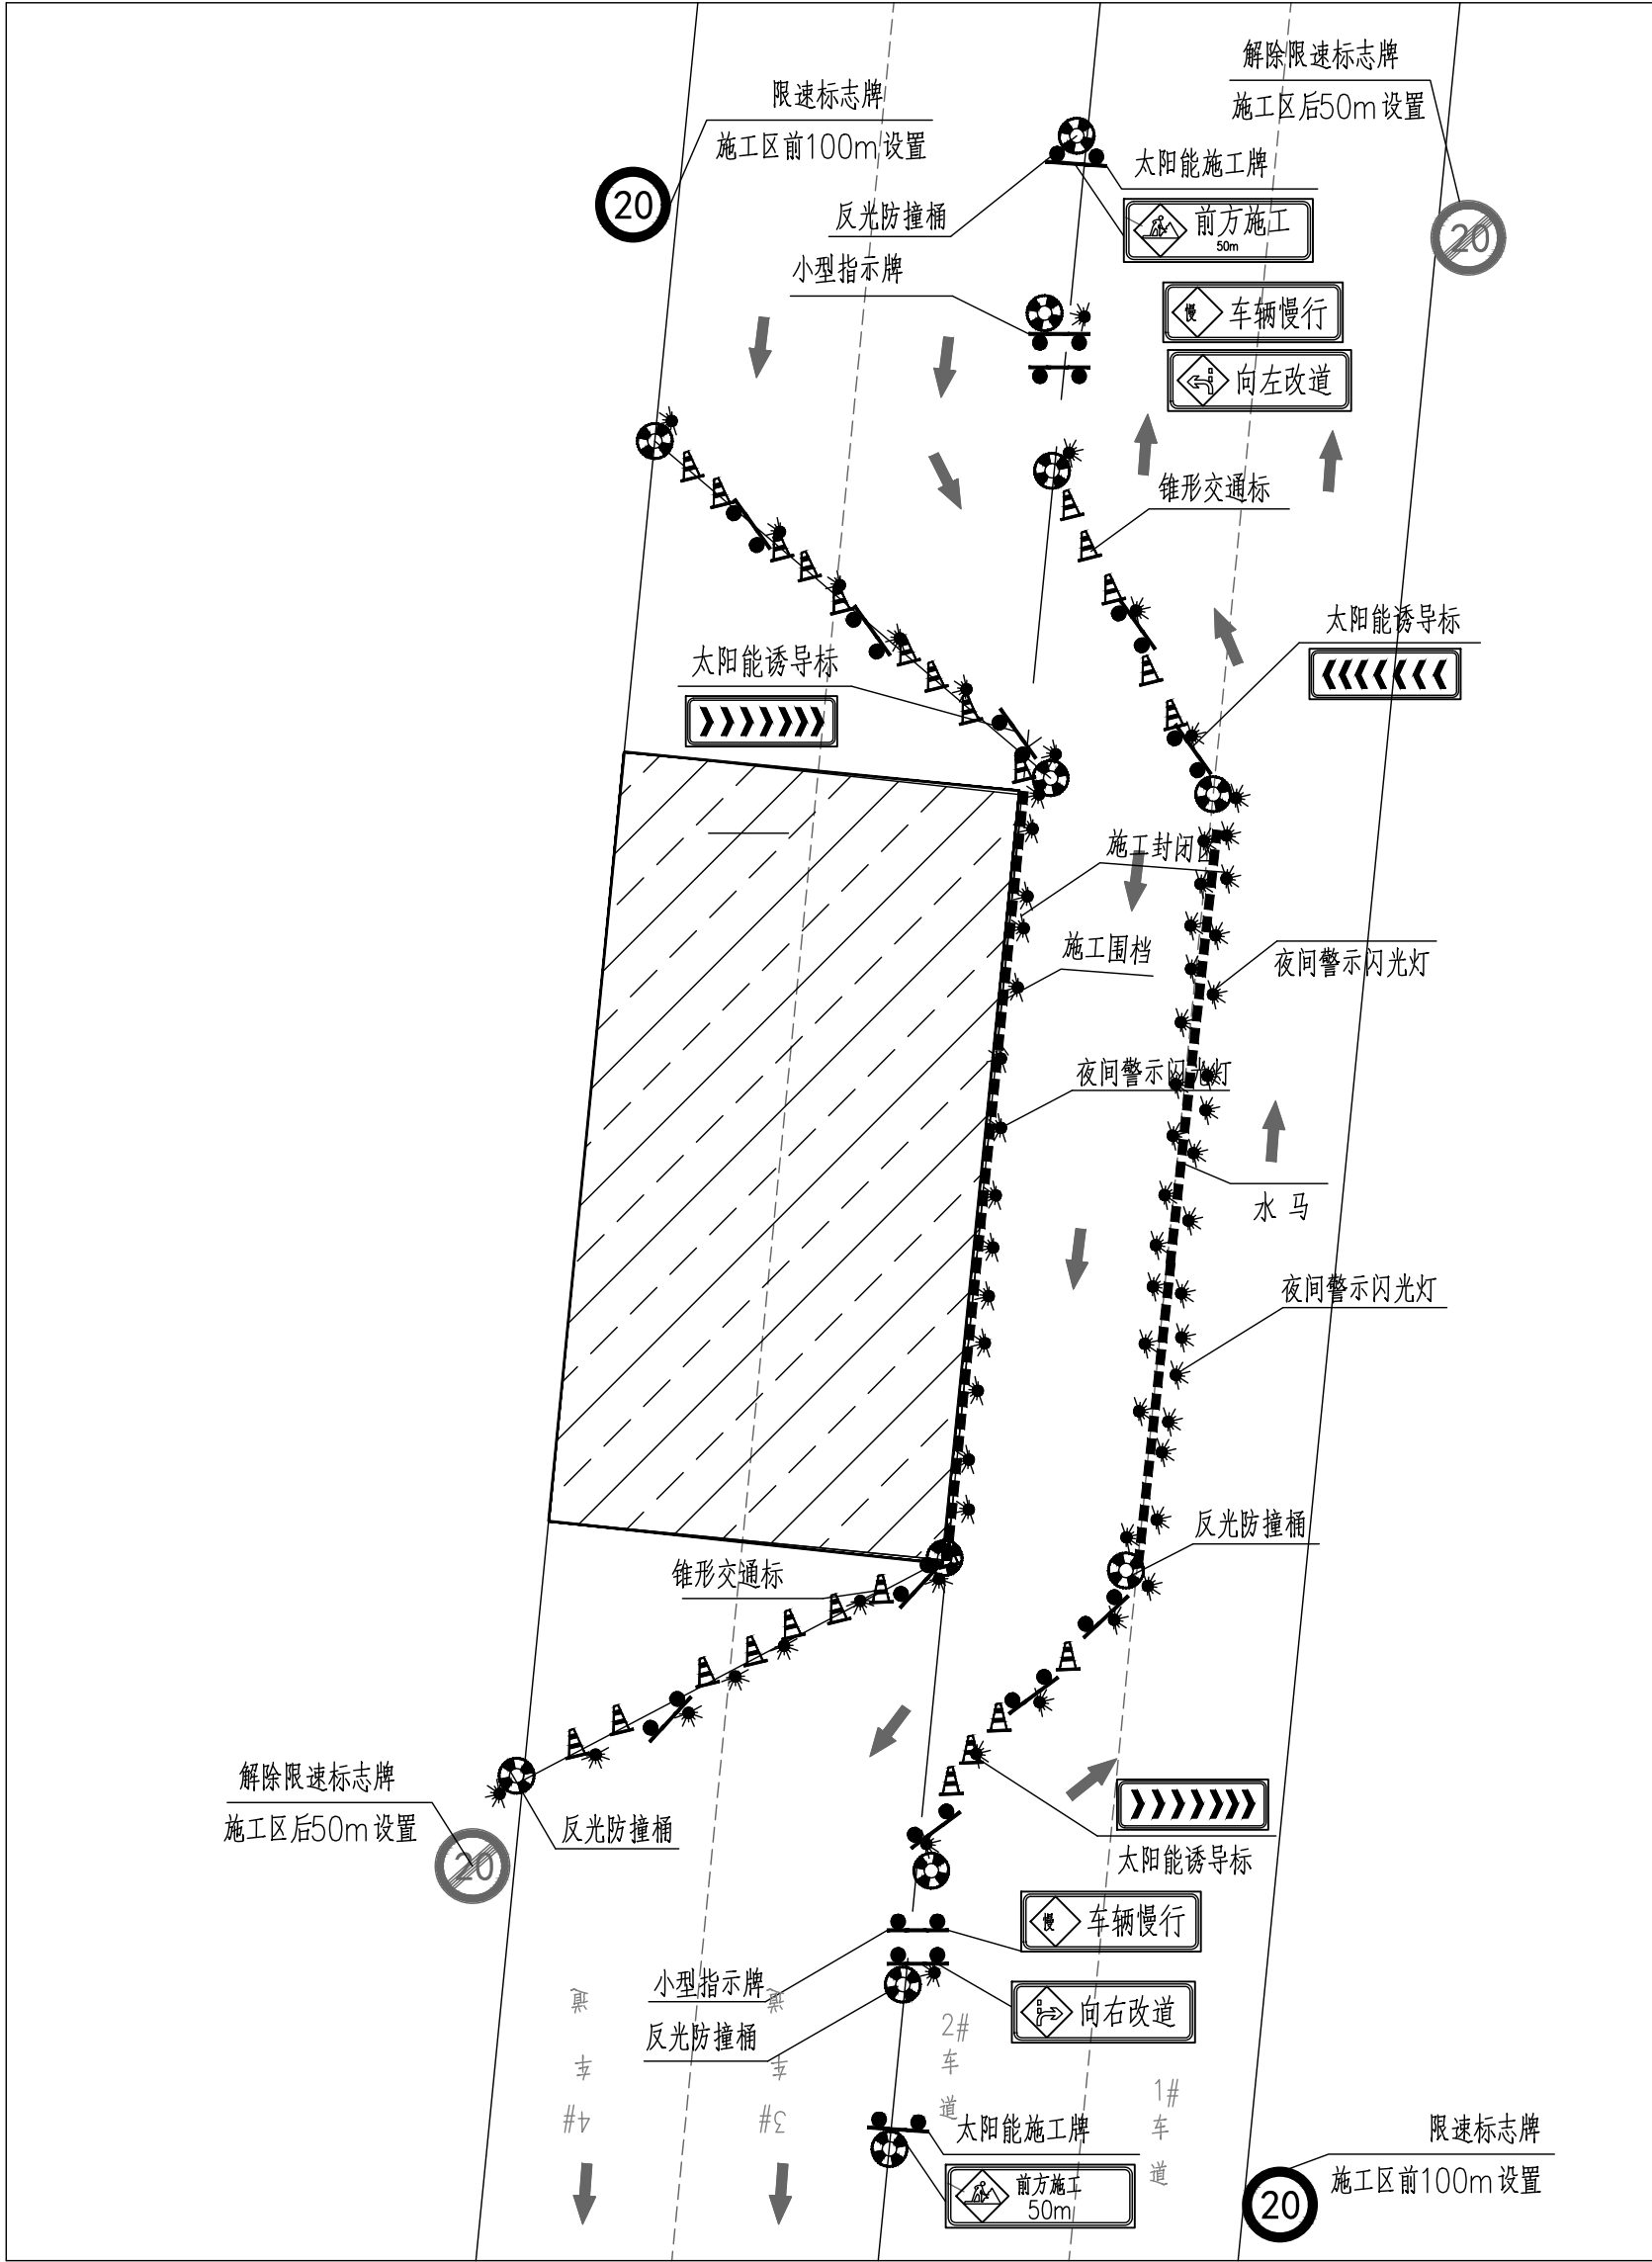 解除限速标志牌
施工区后50m设置
限速标志牌
施工区前100m设置
20
太阳能施工牌
反光防撞桶
前方施工
50m
20
小型指示牌
慢
车辆慢行
向左改道
锥形交通标
太阳能诱导标
太阳能诱导标
施工封闭区
施工围档
夜间警示闪光灯
夜间警示闪光灯
水 马
夜间警示闪光灯
反光防撞桶
锥形交通标
解除限速标志牌
施工区后50m设置
20
反光防撞桶
太阳能诱导标
慢
车辆慢行
小型指示牌
向右改道
反光防撞桶
4#车道
3#车道
2#车道
1#车道
太阳能施工牌
前方施工
50m
限速标志牌
施工区前100m设置
20